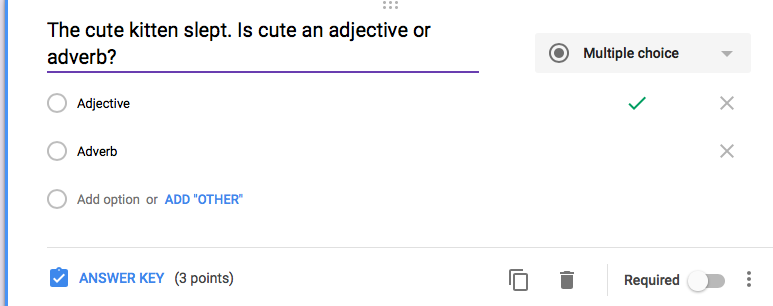 The cute kitten slept. Is cute an adjective or
adverb?
Multiple choice
Adjective
Adverb
Add option or ADD "OTHER"
ANSWER KEY (3 points)
Required